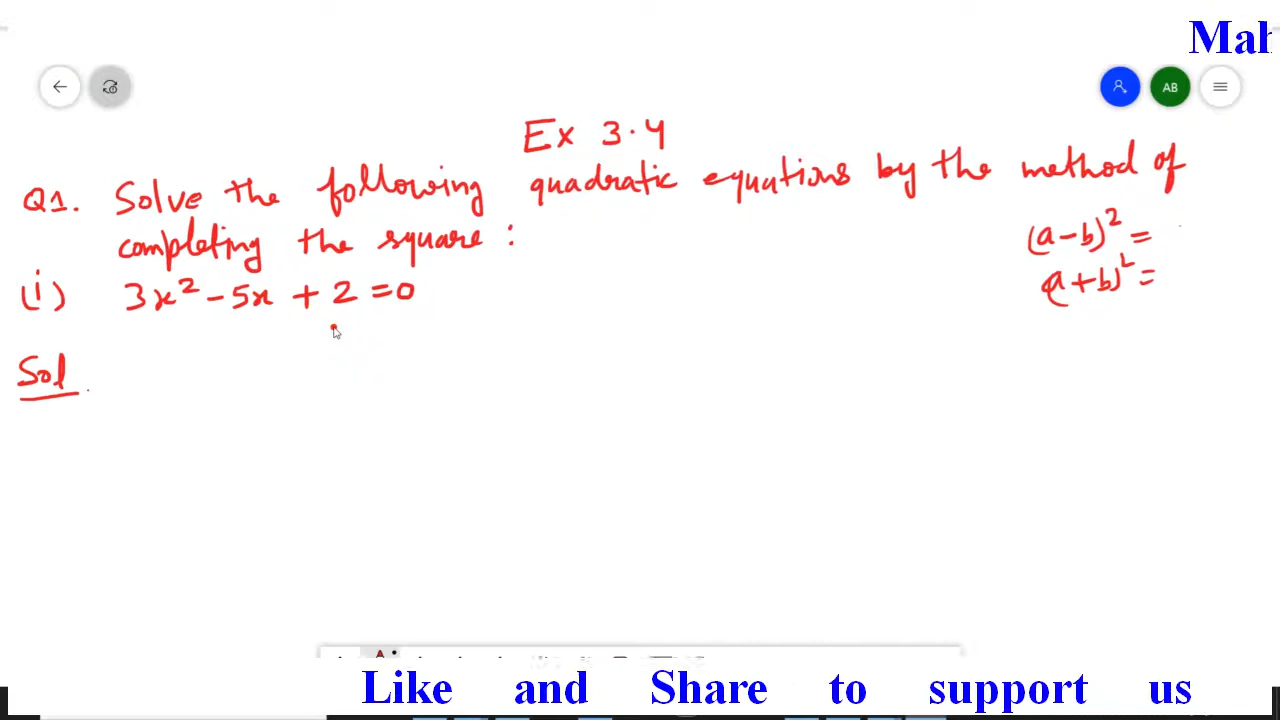 Mah
AB
Ex 3.4
Q1. Solve the following quadratic equations by the method of
completing the square :
(a-b)² =
(a+b)² =
(i) 3x² - 5x + 2 = 0
Sol
Like and Share to support us